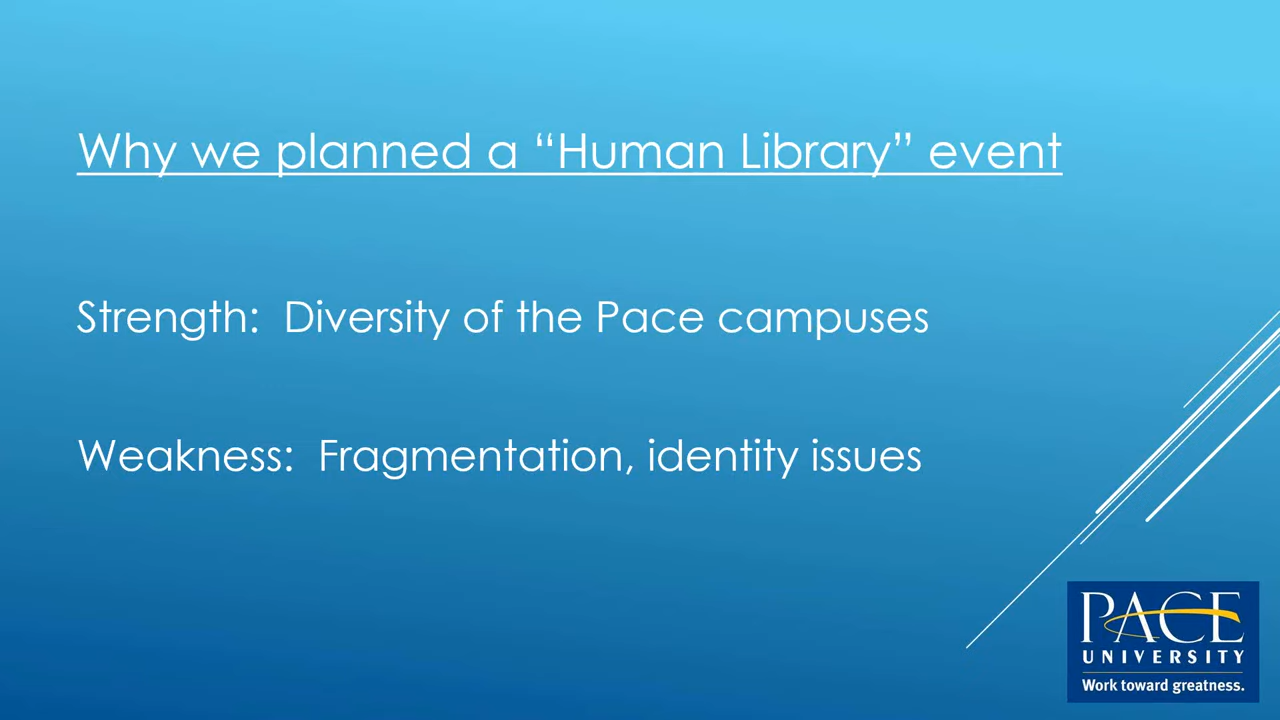 Why we planned a “Human Library” event
Strength:  Diversity of the Pace campuses
Weakness:  Fragmentation, identity issues
PACE
UNIVERSITY
Work toward greatness.